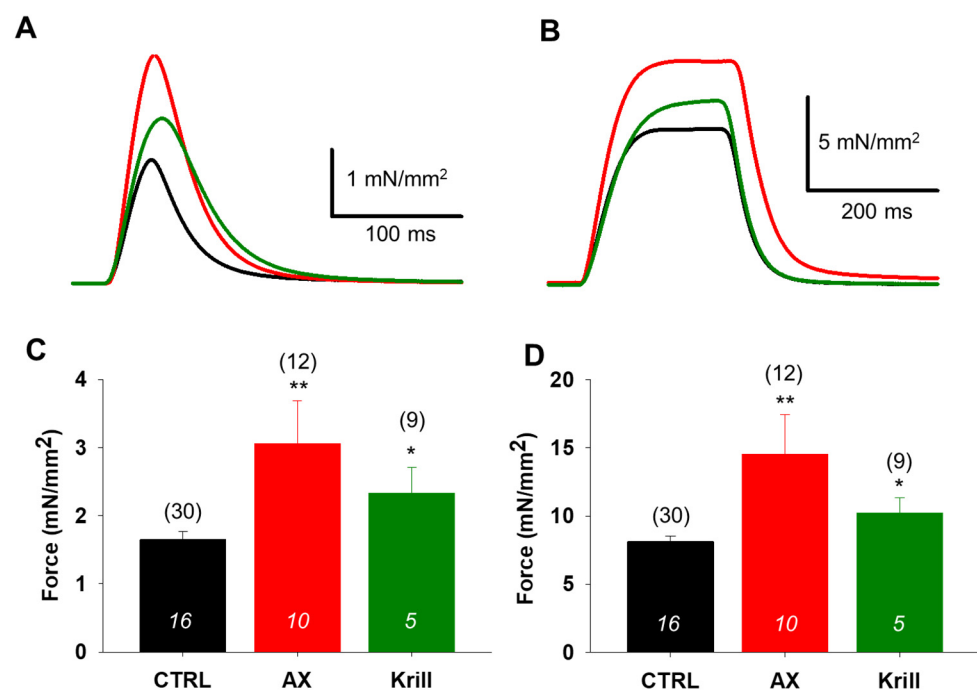 A
1 mN/mm²
100 ms
B
5 mN/mm²
200 ms
C
Force (mN/mm²)
4
3
2
1
0
(30)
(12)
**
(9)
*
16
10
5
CTRL
AX
Krill
D
Force (mN/mm²)
20
15
10
5
0
(30)
(12)
**
(9)
*
16
10
5
CTRL
AX
Krill